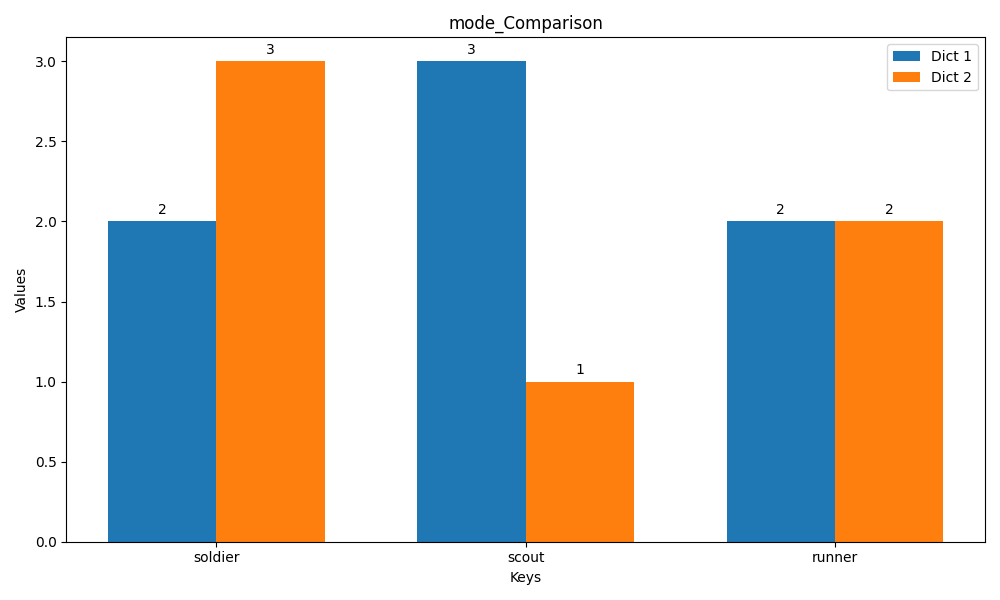 mode_Comparison
Dict 1
Dict 2
3
3
2
2
2
1
3.0
2.5
2.0
1.5
1.0
0.5
0.0
Values
soldier
scout
runner
Keys